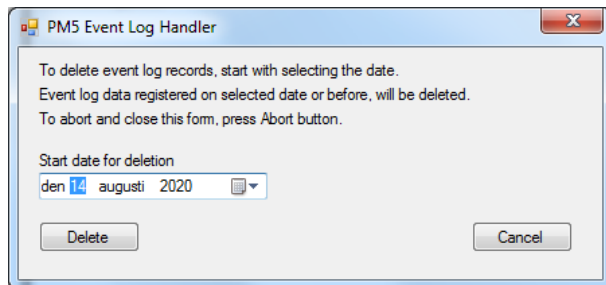 PM5 Event Log Handler
To delete event log records, start with selecting the date.
Event log data registered on selected date or before, will be deleted.
To abort and close this form, press Abort button.
Start date for deletion
den 14 augusti 2020
Delete Cancel